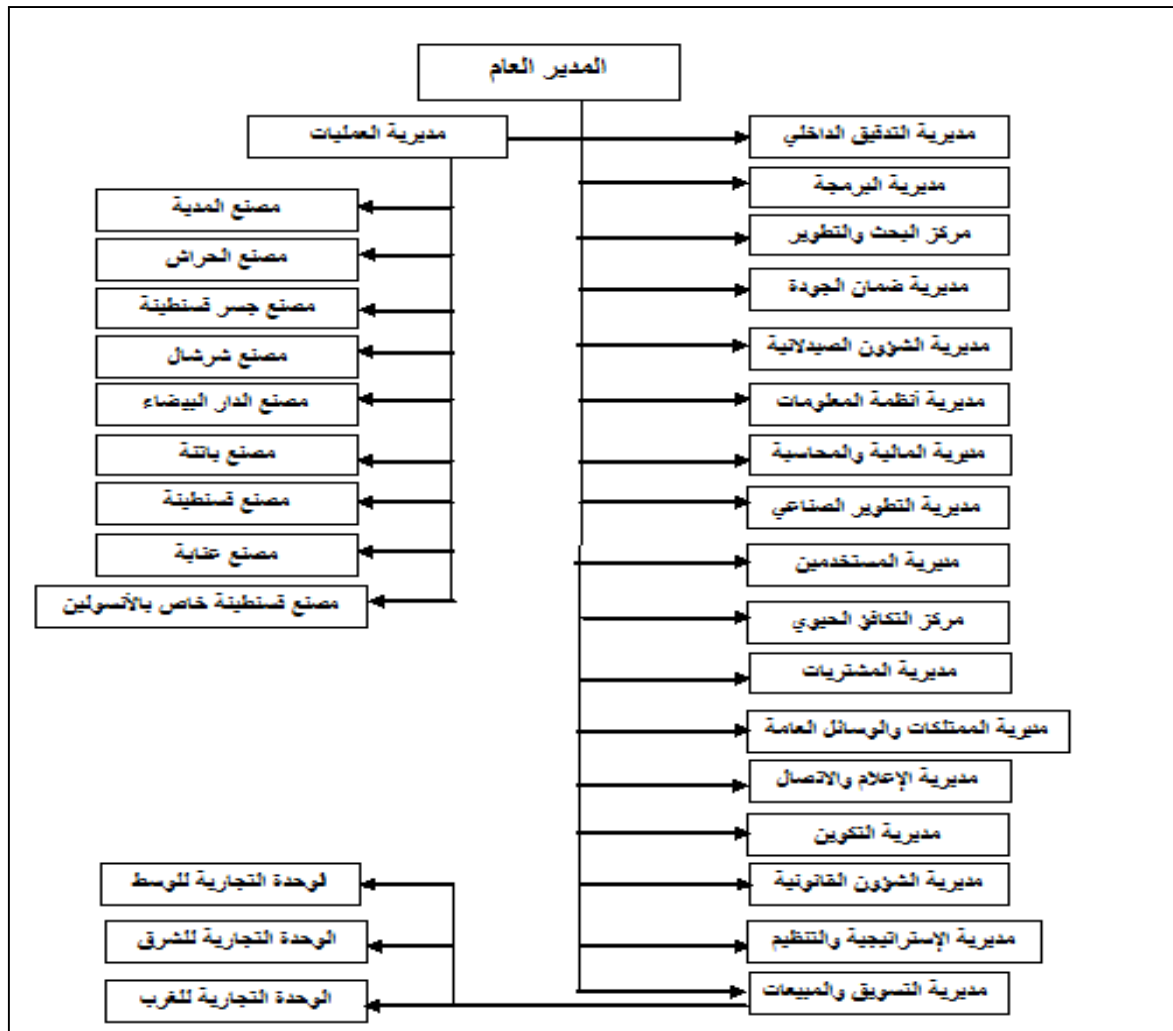 المدير العام
مديرية العمليات
مديرية التدقيق الداخلي
مديرية البرمجة
مركز البحث والتطوير
مديرية ضمان الجودة
مديرية الشؤون الصيدلانية
مديرية أنظمة المعلومات
مديرية المالية والمحاسبة
مديرية التطوير الصناعي
مديرية المستخدمين
مركز التكافؤ الحيوي
مديرية المشتريات
مديرية الممتلكات والوسائل العامة
مديرية الإعلام والاتصال
مديرية التكوين
مديرية الشؤون القانونية
مديرية الإستراتيجية والتنظيم
مديرية التسويق والمبيعات
مصنع المدية
مصنع الحراش
مصنع جسر قسنطينة
مصنع شرشال
مصنع الدار البيضاء
مصنع باتنة
مصنع قسنطينة
مصنع عنابة
مصنع قسنطينة خاص بالأنسولين
الوحدة التجارية للوسط
الوحدة التجارية للشرق
الوحدة التجارية للغرب